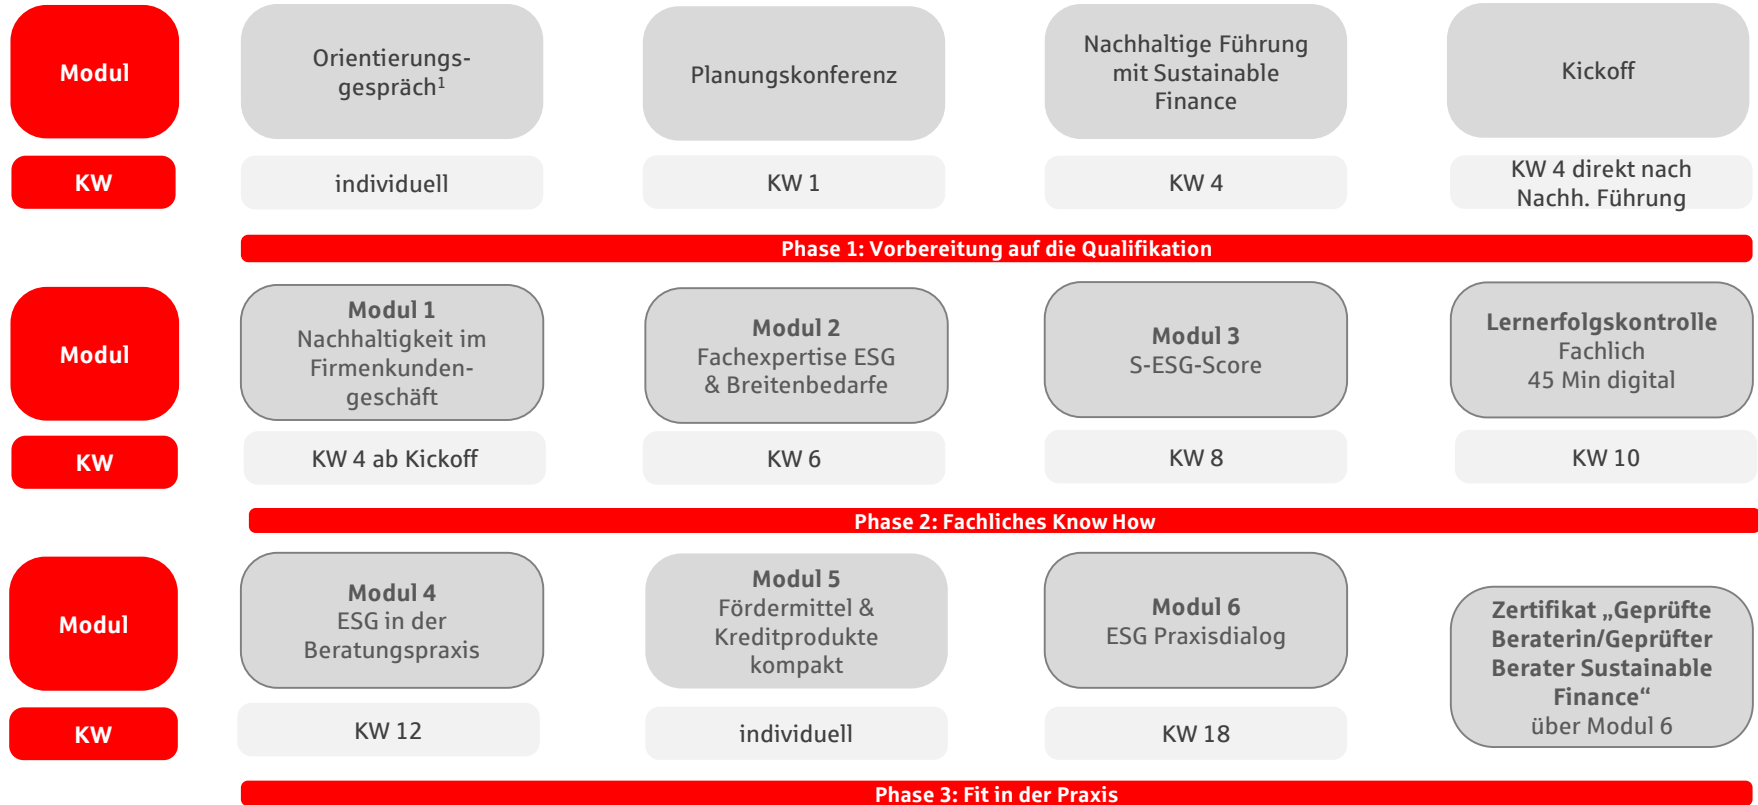 Modul
Orientierungs-
gespräch¹
Planungskonferenz
Nachhaltige Führung
mit Sustainable
Finance
Kickoff
KW
individuell
KW 1
KW 4
KW 4 direkt nach
Nachh. Führung
Phase 1: Vorbereitung auf die Qualifikation
Modul
Modul 1
Nachhaltigkeit im
Firmenkunden-
geschäft
Modul 2
Fachexpertise ESG
& Breitenbedarfe
Modul 3
S-ESG-Score
Lernerfolgskontrolle
Fachlich
45 Min digital
KW
KW 4 ab Kickoff
KW 6
KW 8
KW 10
Phase 2: Fachliches Know How
Modul
Modul 4
ESG in der
Beratungspraxis
Modul 5
Fördermittel &
Kreditprodukte
kompakt
Modul 6
ESG Praxisdialog
Zertifikat „Geprüfte
Beraterin/Geprüfter
Berater Sustainable
Finance“
über Modul 6
KW
KW 12
individuell
KW 18
Phase 3: Fit in der Praxis